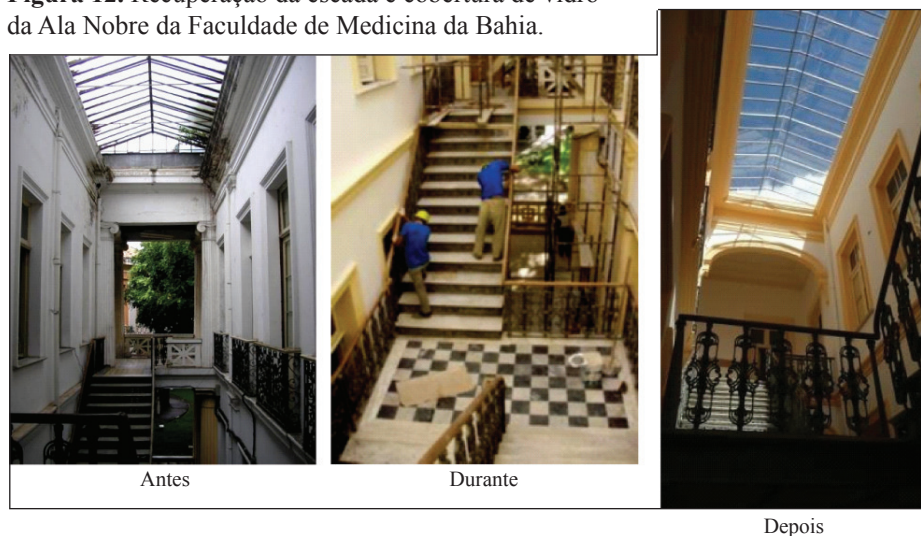 Figura 12. Recuperação da escada e cobertura de vidro
da Ala Nobre da Faculdade de Medicina da Bahia.
Antes
Durante
Depois